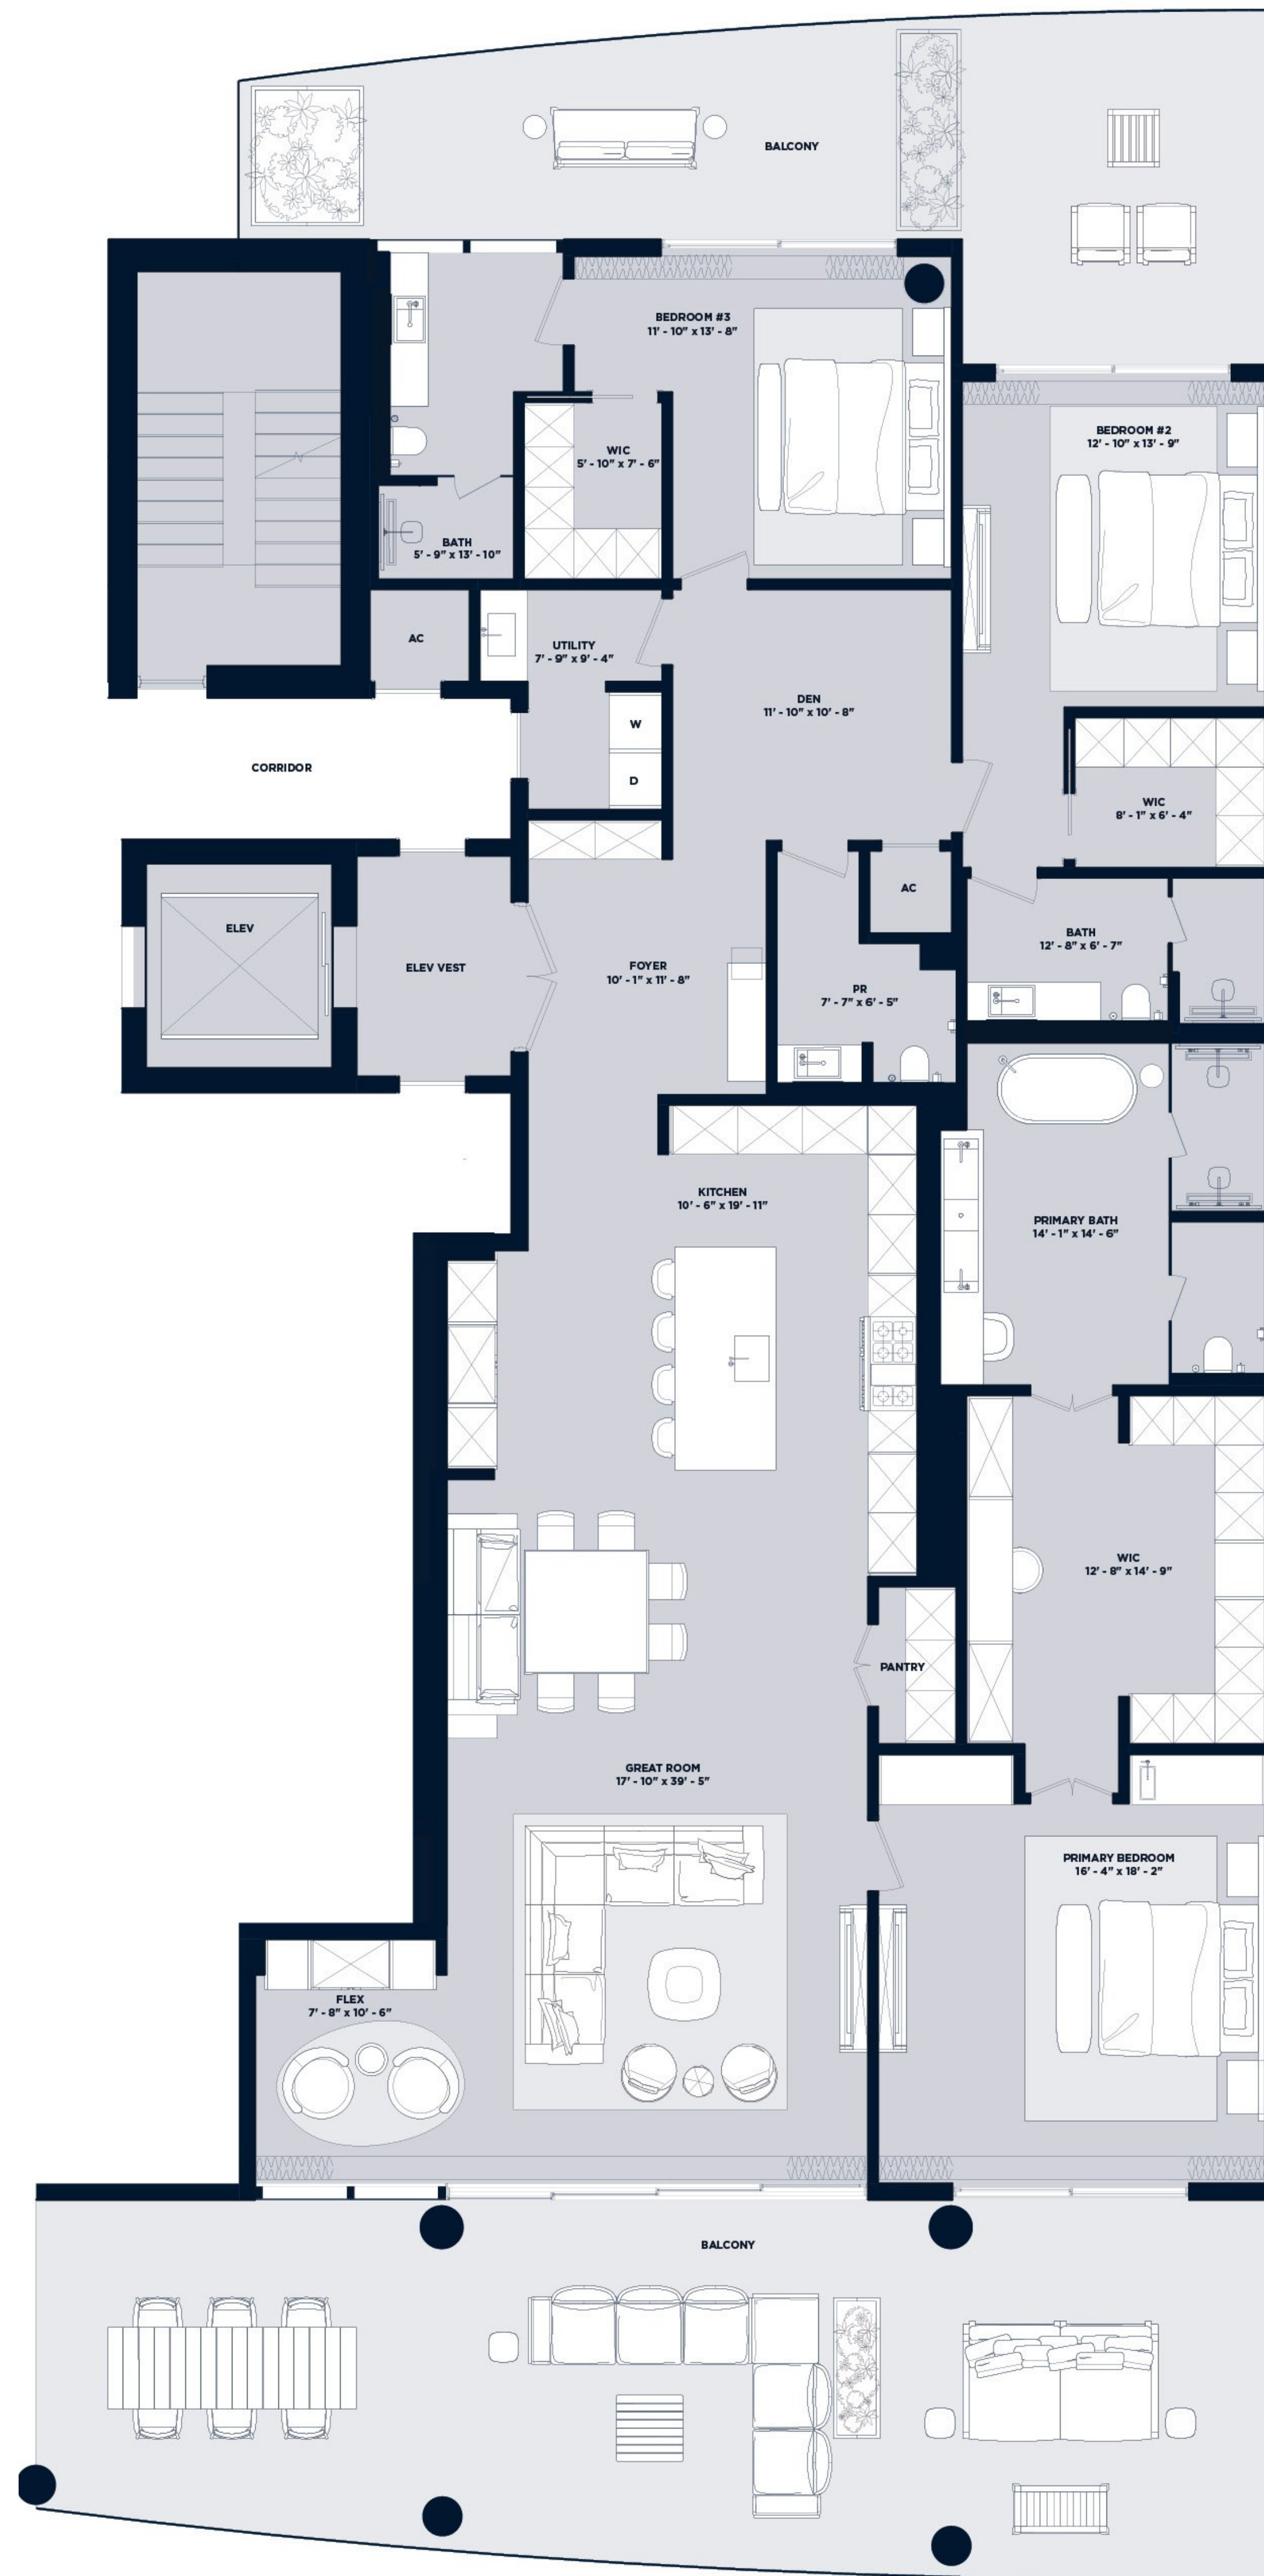 BALCONY
BEDROOM #3
11' - 10" x 13' - 8"
BEDROOM #2
12' - 10" x 13' - 9"
WIC
5' - 10" x 7' - 6"
BATH
5' - 9" x 13' - 10"
AC
UTILITY
7' - 9" x 9' - 4"
DEN
11' - 10" x 10' - 8"
W
CORRIDOR
D
WIC
8' - 1" x 6' - 4"
AC
ELEV
ELEV VEST
FOYER
10' - 1" x 11' - 8"
BATH
12' - 8" x 6' - 7"
PR
7' - 7" x 6' - 5"
KITCHEN
10' - 6" x 19' - 11"
PRIMARY BATH
14' - 1" x 14' - 6"
WIC
12' - 8" x 14' - 9"
PANTRY
GREAT ROOM
17' - 10" x 39' - 5"
PRIMARY BEDROOM
16' - 4" x 18' - 2"
FLEX
7' - 8" x 10' - 6"
BALCONY